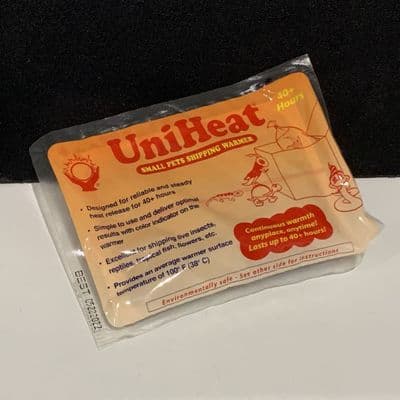 UniHeat
SMALL PETS SHIPPING WARMER
40+
Hours
• Designed for reliable and steady
heat release for 40+ hours
• Simple to use and deliver optimal
results with color indication on the
warmer
• Excellent for shipping live insects,
reptiles, tropical fish, flowers, etc.
• Provides an average warmer surface
temperature of 100° F (38° C)
Continuous warmth
anyplace, anytime!
Lasts up to 40+ hours!
Environmentally safe - See other side for instructions
BEST